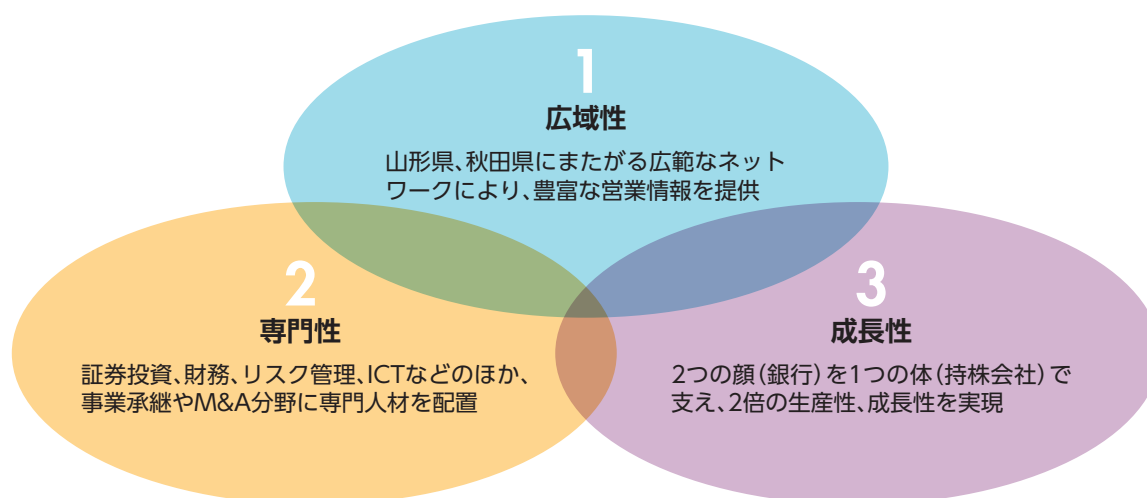 1
広域性
山形県、秋田県にまたがる広範なネット
ワークにより、豊富な営業情報を提供
2
専門性
証券投資、財務、リスク管理、ICTなどのほか、
事業承継やM&A分野に専門人材を配置
3
成長性
2つの顔(銀行)を1つの体(持株会社)で
支え、2倍の生産性、成長性を実現